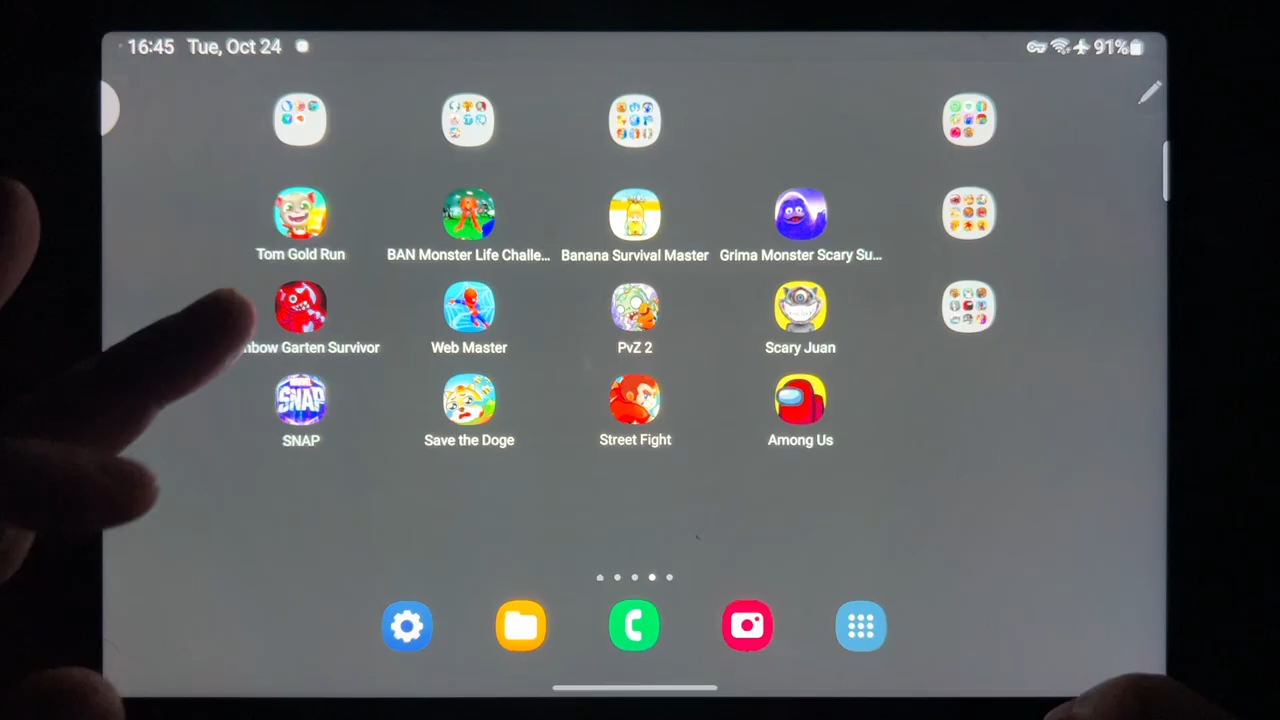 16:45 Tue, Oct 24 91%
Tom Gold Run
BAN Monster Life Challe...
Banana Survival Master
Grima Monster Scary Su...
nbow Garten Survivor
Web Master
PvZ 2
Scary Juan
SNAP
SNAP
Save the Doge
Street Fight
Among Us